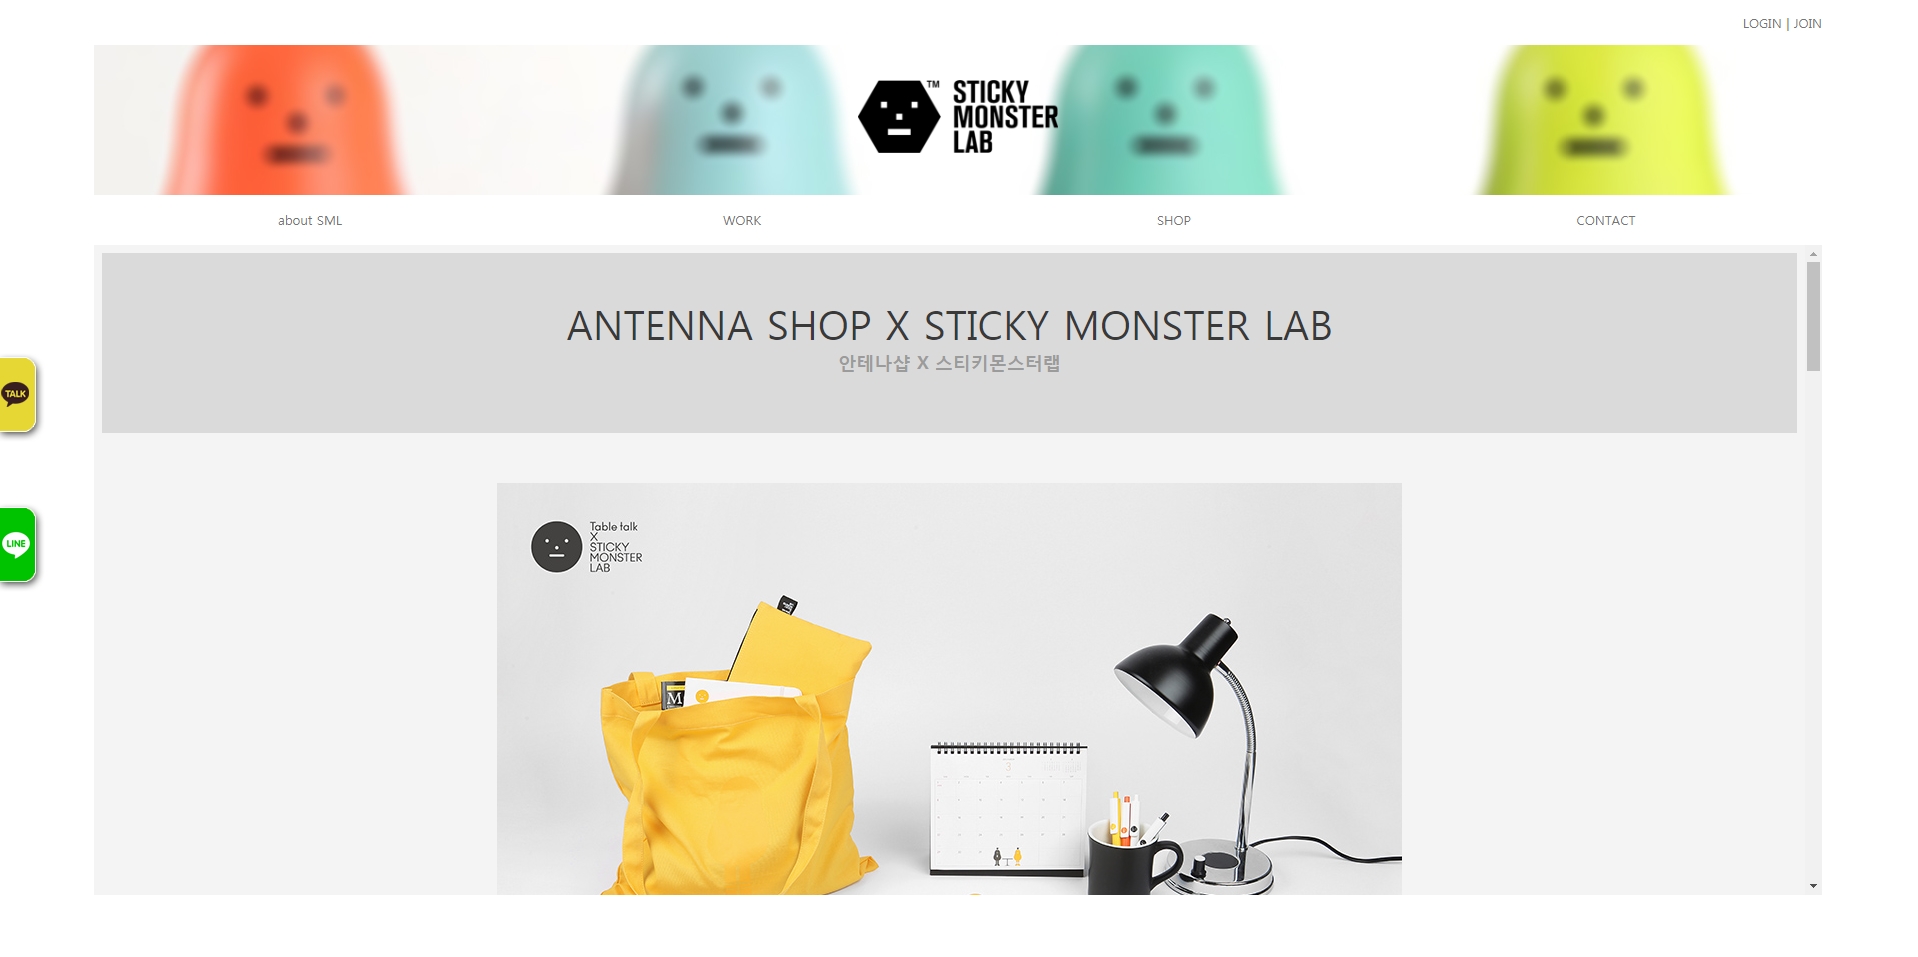 LOGIN | JOIN
TM
STICKY
MONSTER
LAB
about SML
WORK
SHOP
CONTACT
ANTENNA SHOP X STICKY MONSTER LAB
안테나샵 X 스티키몬스터랩
TALK
LINE
Table talk
X
STICKY
MONSTER
LAB
M
3